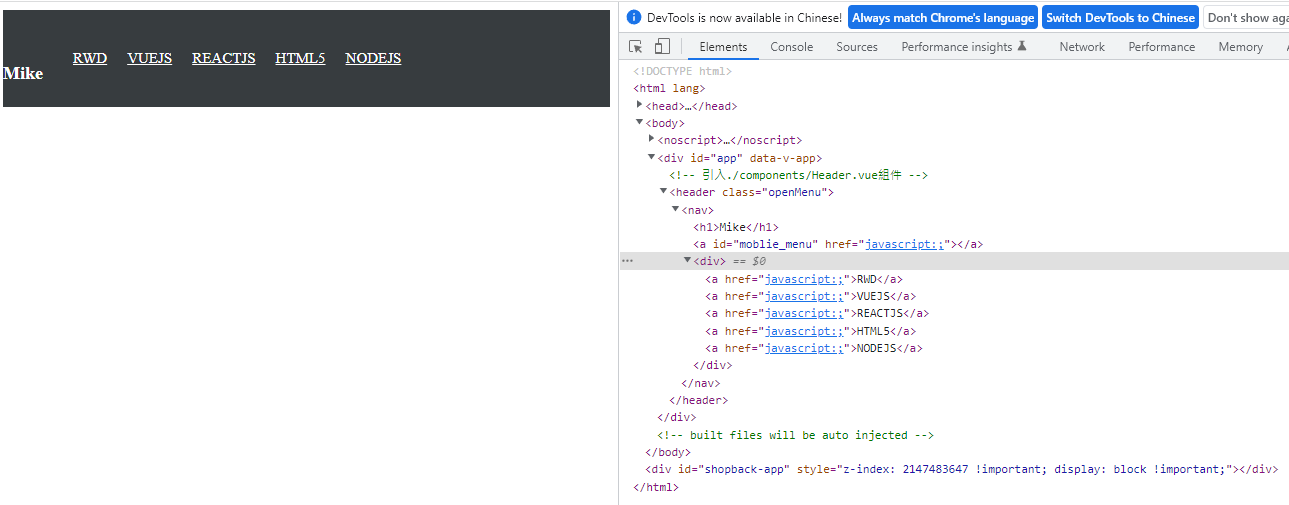 DevTools is now available in Chinese! Always match Chrome's language Switch DevTools to Chinese Don't show aga
Elements Console Sources Performance insights Network Performance Memory
RWD VUEJS REACTJS HTML5 NODEJS
Mike
<!DOCTYPE html>
<html lang>
<head>…</head>
<body>
<noscript>…</noscript>
<div id="app" data-v-app>
<!-- 引入./components/Header.vue組件 -->
<header class="openMenu">
<nav>
<h1>Mike</h1>
<a id="moblie_menu" href="javascript:;"></a>
<div> == $0
<a href="javascript:;">RWD</a>
<a href="javascript:;">VUEJS</a>
<a href="javascript:;">REACTJS</a>
<a href="javascript:;">HTML5</a>
<a href="javascript:;">NODEJS</a>
</div>
</nav>
</header>
</div>
<!-- built files will be auto injected -->
</body>
<div id="shopback-app" style="z-index: 2147483647 !important; display: block !important;"></div>
</html>